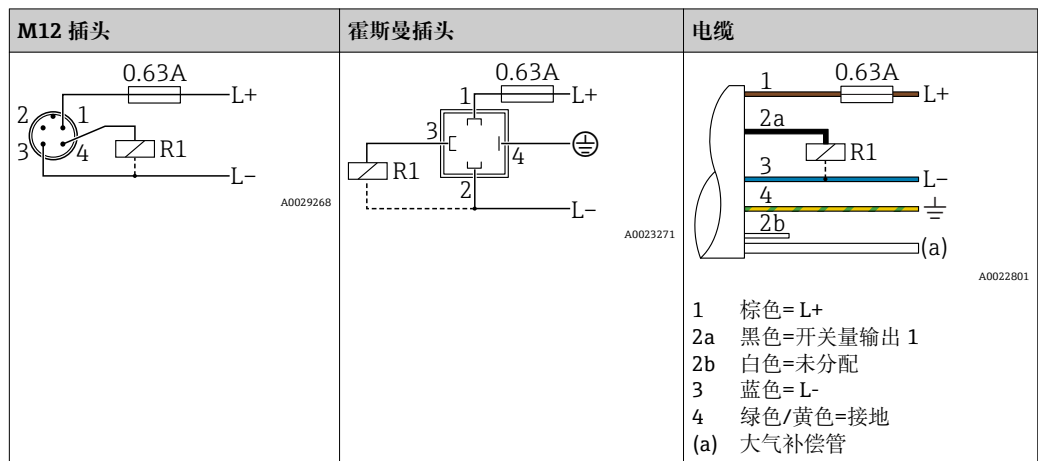 M12 插头
霍斯曼插头
电缆
0.63A
L+
2 1
3 4
R1
L–
A0029268
0.63A
1
L+
3
4
R1
2
L–
A0023271
1
0.63A
L+
2a
R1
3
L–
4
2b
(a)
A0022801
1 棕色= L+
2a 黑色=开关量输出 1
2b 白色=未分配
3 蓝色= L-
4 绿色/黄色=接地
(a) 大气补偿管